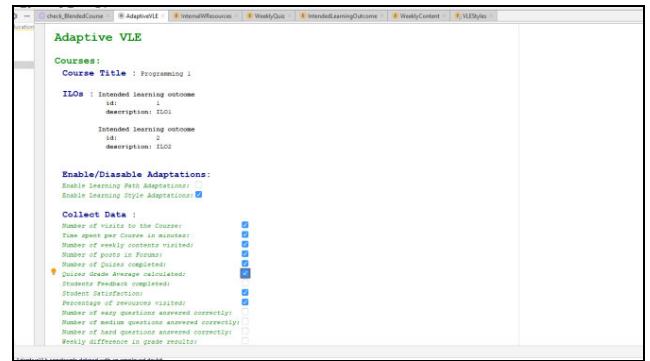 check_BlendedCourse AdaptiveVLE InternalWResources WeeklyQuiz IntendedLearningOutcome WeeklyContent VLEStyles
Adaptive VLE
Courses:
Course Title : Programming 1
ILOs : Intended learning outcome
id: 1
description: ILO1
Intended learning outcome
id: 2
description: ILO2
Enable/Diasable Adaptations:
Enable Learning Path Adaptations:
Enable Learning Style Adaptations:
Collect Data :
Number of visits to the Course:
Time spent per Course in minutes:
Number of weekly contents visited:
Number of posts in Forums:
Number of Quizes completed:
Quizes Grade Average calculated:
Students Feedback completed:
Student Satisfaction:
Percentage of resources visited:
Number of easy questions answered correctly:
Number of medium questions answered correctly:
Number of hard questions answered correctly:
Weekly difference in grade results: